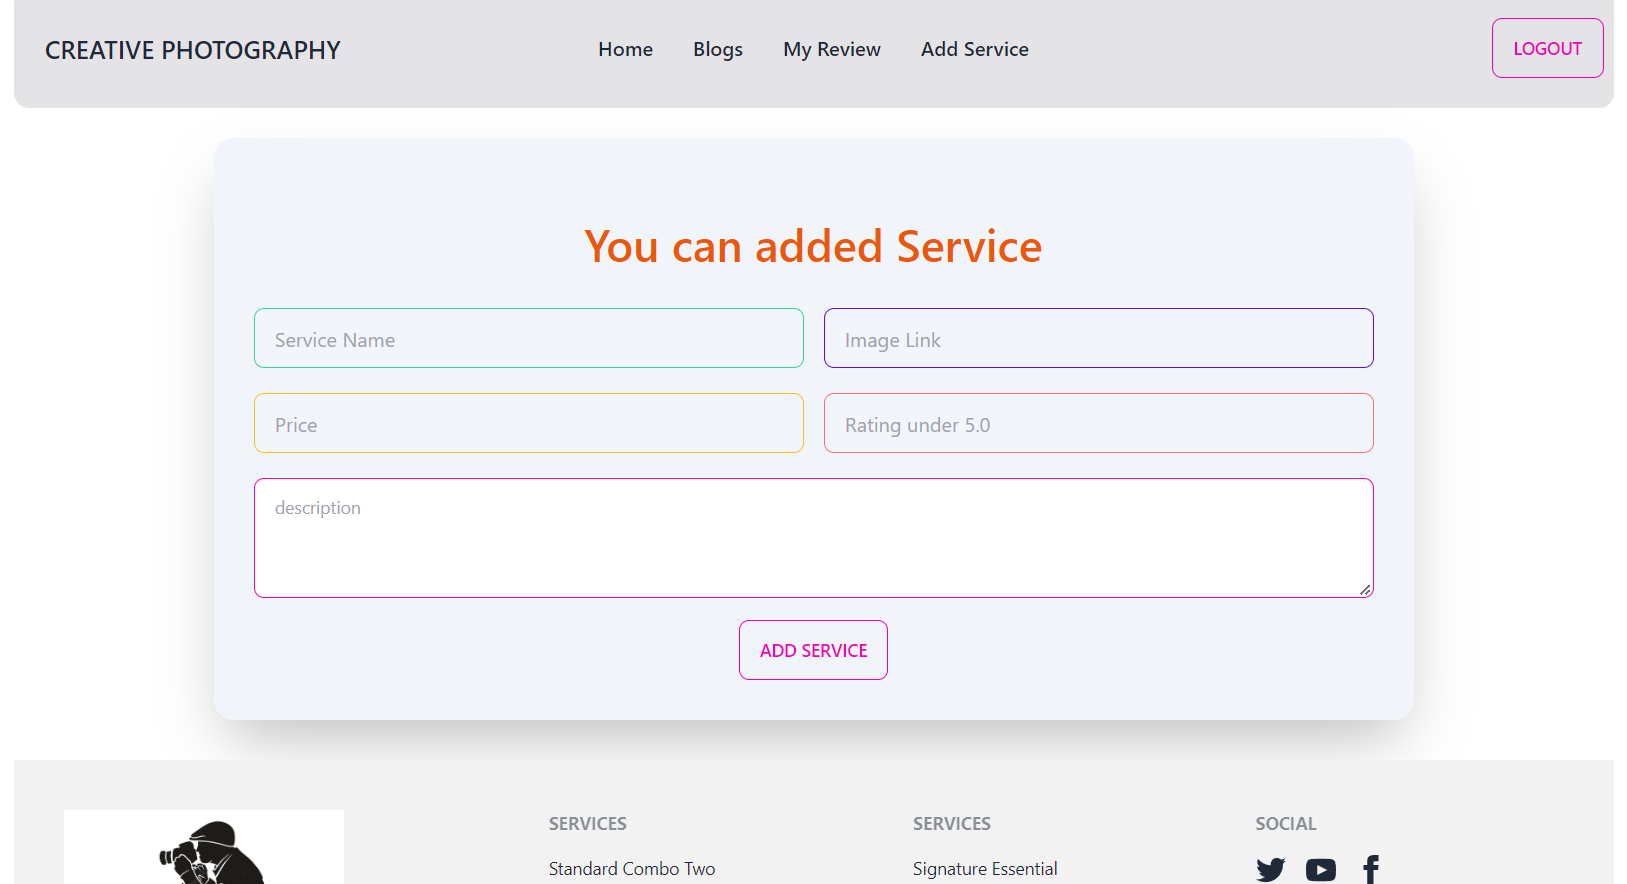 CREATIVE PHOTOGRAPHY
Home Blogs My Review Add Service
LOGOUT
You can added Service
Service Name
Image Link
Price
Rating under 5.0
description
ADD SERVICE
SERVICES
Standard Combo Two
SERVICES
Signature Essential
SOCIAL